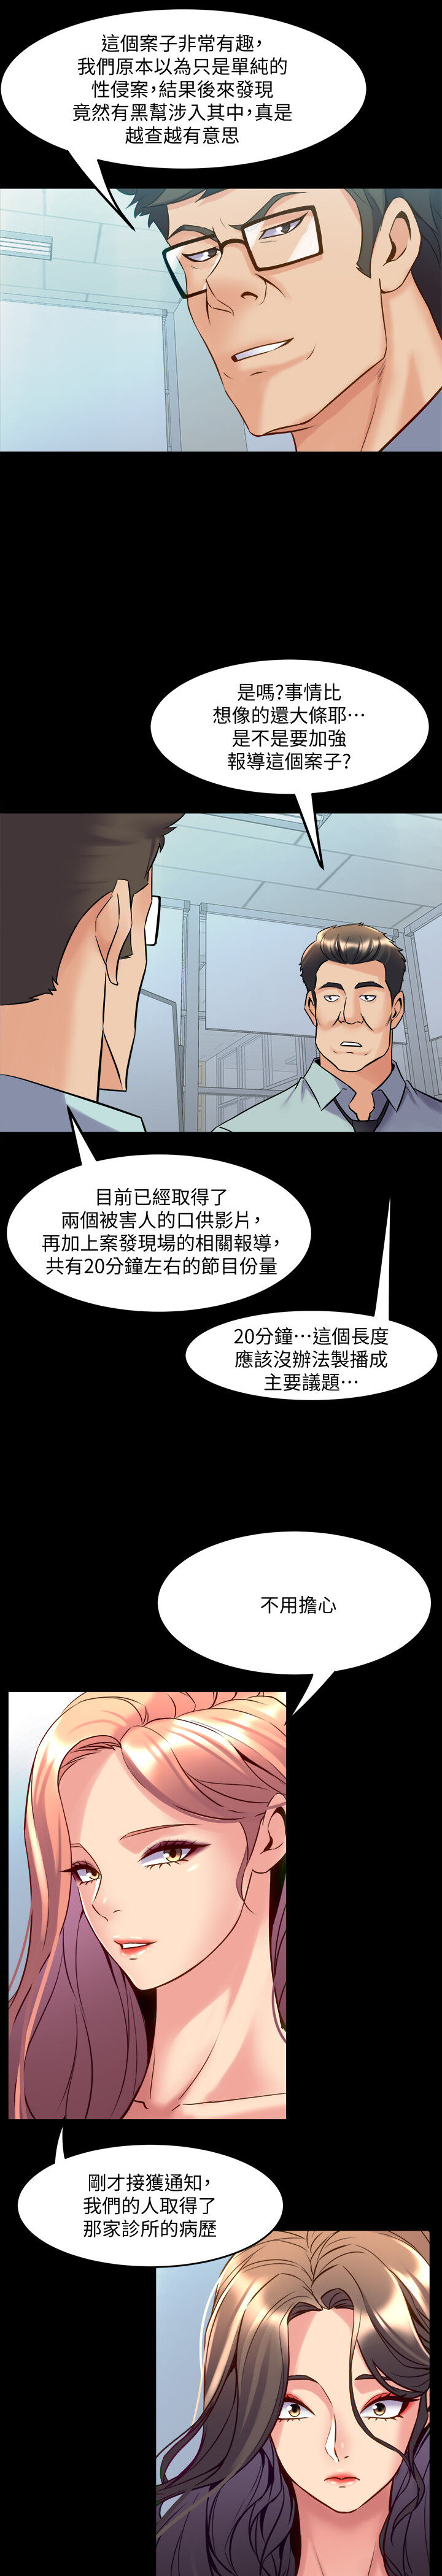 這個案子非常有趣,
我們原本以為只是單純的
性侵案,結果後來發現
竟然有黑幫涉入其中,真是
越查越有意思
是嗎?事情比
想像的還大條耶⋯
是不是要加強
報導這個案子?
目前已經取得了
兩個被害人的口供影片,
再加上案發現場的相關報導,
共有20分鐘左右的節目份量
20分鐘⋯這個長度
應該沒辦法製播成
主要議題⋯
不用擔心
剛才接獲通知,
我們的人取得了
那家診所的病歷